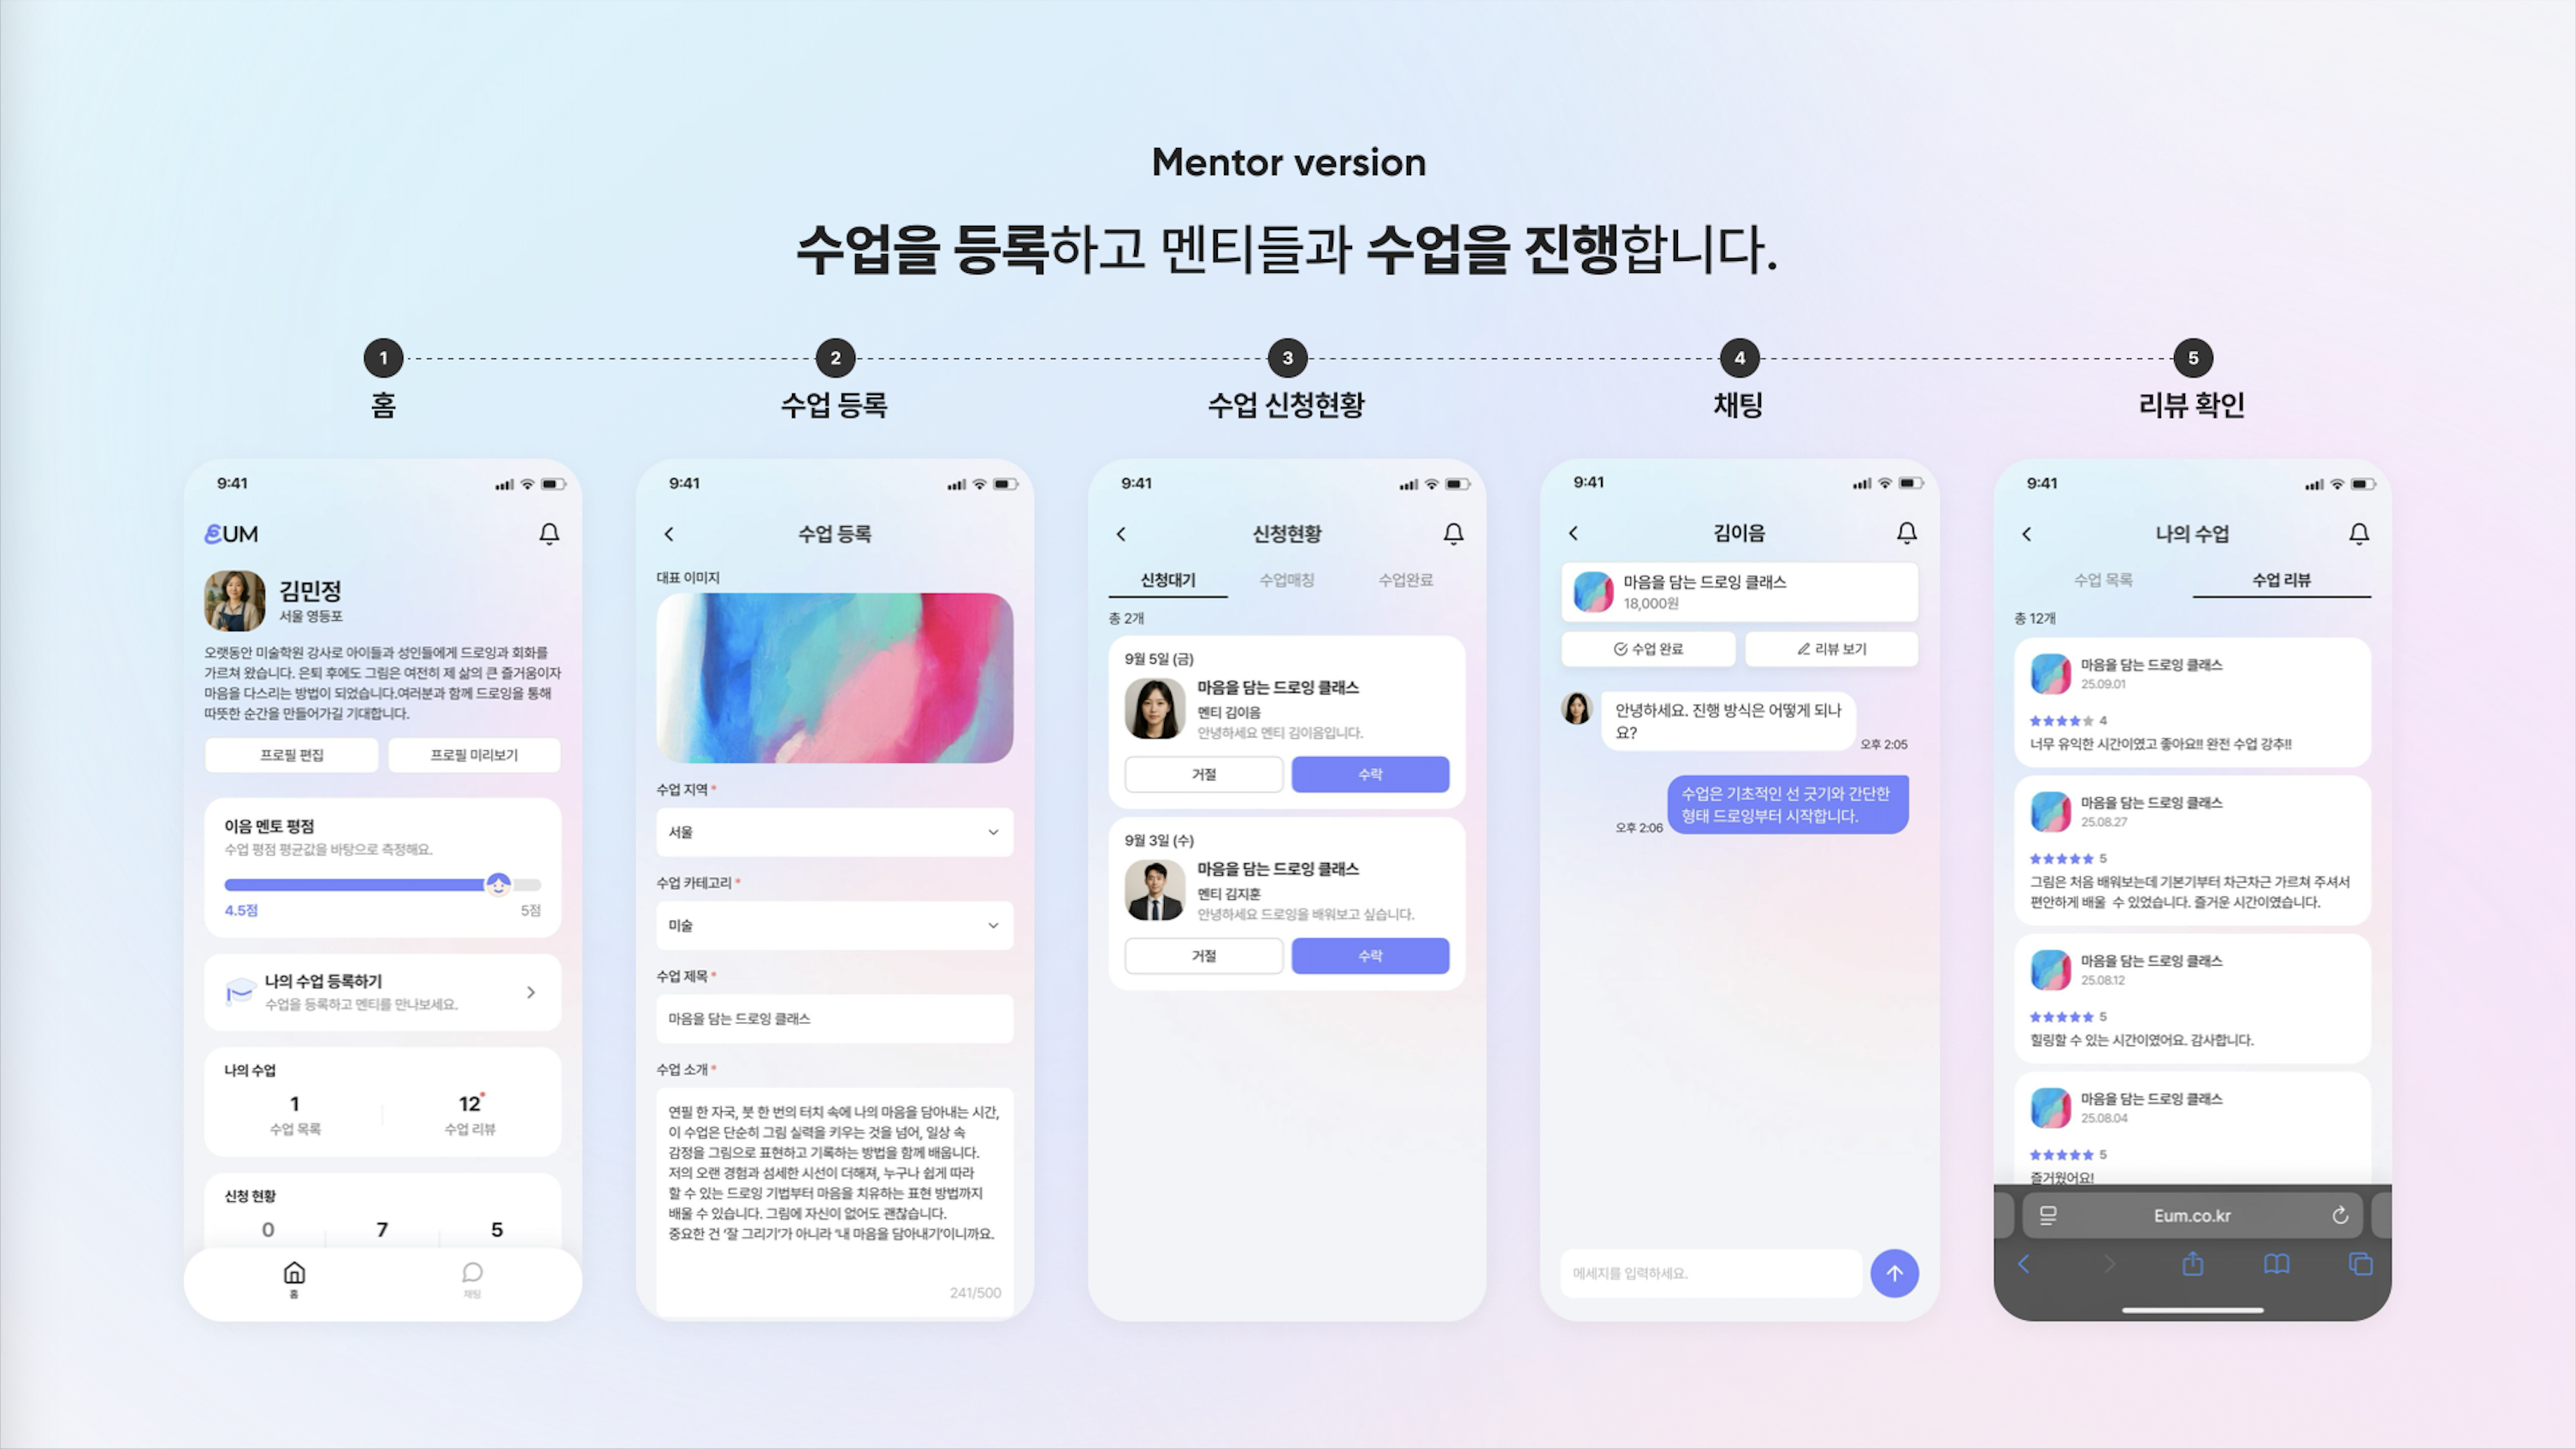 Mentor version
수업을 등록하고 멘티들과 수업을 진행합니다.
1
2
3
4
5
홈
수업 등록
수업 신청현황
채팅
리뷰 확인
9:41
EUM
김민정
서울 영등포
오랫동안 미술학원 강사로 아이들과 성인들에게 드로잉과 회화를
가르쳐 왔습니다. 은퇴 후에도 그림은 여전히 제 삶의 큰 즐거움이자
마음을 다스리는 방법이 되었습니다.여러분과 함께 드로잉을 통해
따뜻한 순간을 만들어가길 기대합니다.
프로필 편집
프로필 미리보기
이음 멘토 평점
수업 평점 평균값을 바탕으로 측정해요.
4.5점
5점
나의 수업 등록하기
수업을 등록하고 멘티를 만나보세요.
나의 수업
1
12
수업 목록
수업 리뷰
신청 현황
0
7
5
홈
채팅
9:41
수업 등록
대표 이미지
수업 지역 *
서울
수업 카테고리 *
미술
수업 제목 *
마음을 담는 드로잉 클래스
수업 소개 *
연필 한 자국, 붓 한 번의 터치 속에 나의 마음을 담아내는 시간,
이 수업은 단순히 그림 실력을 키우는 것을 넘어, 일상 속
감정을 그림으로 표현하고 기록하는 방법을 함께 배웁니다.
저의 오랜 경험과 섬세한 시선이 더해져, 누구나 쉽게 따라
할 수 있는 드로잉 기법부터 마음을 치유하는 표현 방법까지
배울 수 있습니다. 그림에 자신이 없어도 괜찮습니다.
중요한 건 ‘잘 그리기’가 아니라 ‘내 마음을 담아내기’이니까요.
241/500
9:41
신청현황
신청대기
수업매칭
수업완료
총 2개
9월 5일 (금)
마음을 담는 드로잉 클래스
멘티 김이음
안녕하세요 멘티 김이음입니다.
거절
수락
9월 3일 (수)
마음을 담는 드로잉 클래스
멘티 김지훈
안녕하세요 드로잉을 배워보고 싶습니다.
거절
수락
9:41
김이음
마음을 담는 드로잉 클래스
18,000원
수업 완료
리뷰 보기
안녕하세요. 진행 방식은 어떻게 되나
요?
오후 2:05
수업은 기초적인 선 긋기와 간단한
형태 드로잉부터 시작합니다.
오후 2:06
메세지를 입력하세요.
9:41
나의 수업
수업 목록
수업 리뷰
총 12개
마음을 담는 드로잉 클래스
25.09.01
4
너무 유익한 시간이였고 좋아요!! 완전 수업 강추!!
마음을 담는 드로잉 클래스
25.08.27
5
그림은 처음 배워보는데 기본기부터 차근차근 가르쳐 주셔서
편안하게 배울 수 있었습니다. 즐거운 시간이였습니다.
마음을 담는 드로잉 클래스
25.08.12
5
힐링할 수 있는 시간이였어요. 감사합니다.
마음을 담는 드로잉 클래스
25.08.04
5
즐거웠어요!
Eum.co.kr